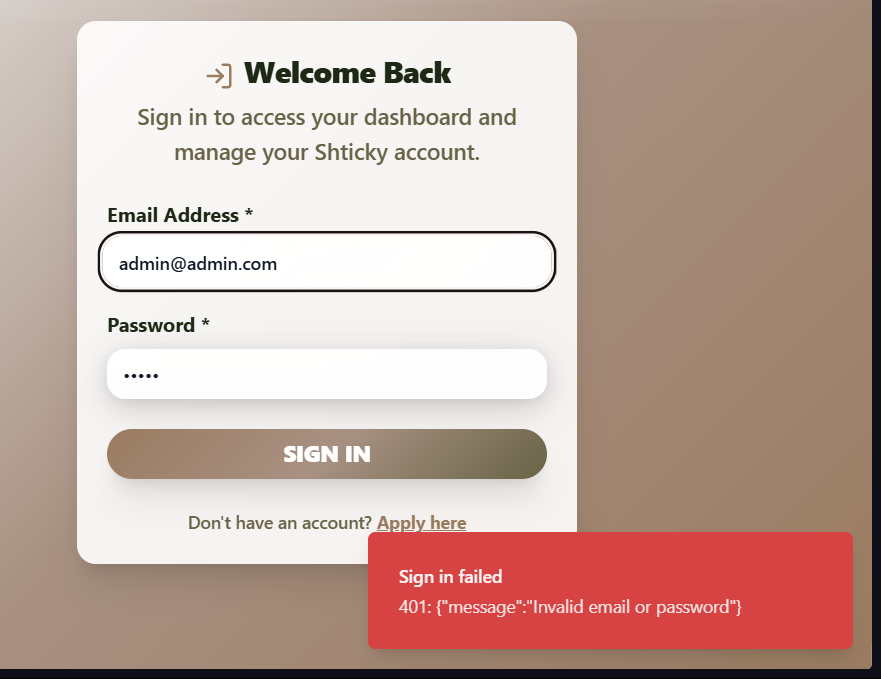 Welcome Back
Sign in to access your dashboard and
manage your Shticky account.
Email Address *
admin@admin.com
Password *
•••••
SIGN IN
Don't have an account? Apply here
Sign in failed
401: {"message":"Invalid email or password"}